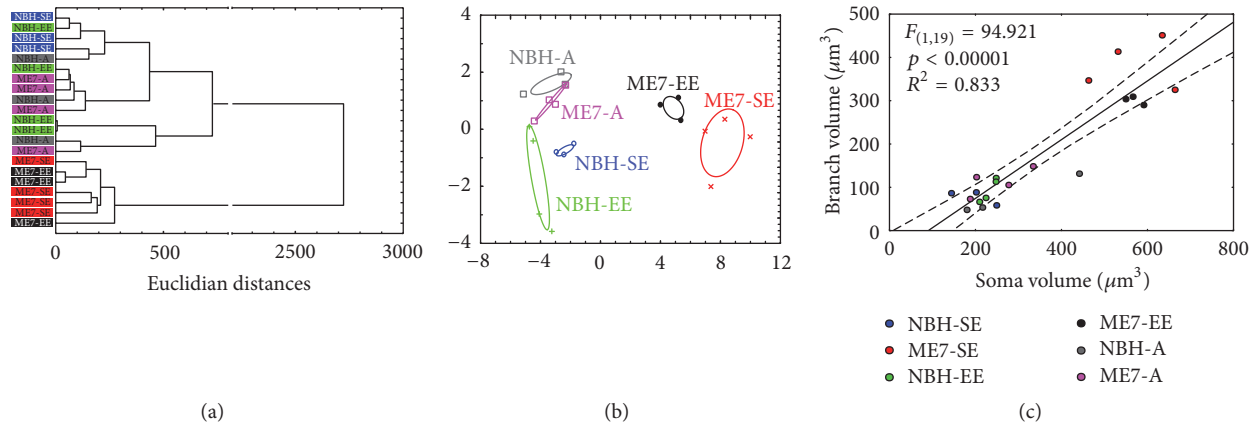 NBH-SE
NBH-EE
NBH-SE
NBH-SE
NBH-A
NBH-EE
ME7-A
ME7-A
NBH-A
ME7-A
NBH-EE
NBH-EE
NBH-A
ME7-A
ME7-SE
ME7-EE
ME7-EE
ME7-SE
ME7-SE
ME7-SE
ME7-EE
0 500 2500 3000
Euclidian distances
(a)
4
2
0
−2
−4
−8 −4 0 4 8 12
NBH-A
ME7-A
ME7-EE
ME7-SE
NBH-SE
NBH-EE
(b)
Branch volume (μm³)
500
400
300
200
100
0
F(1,19) = 94.921
p < 0.00001
R² = 0.833
0 200 400 600 800
Soma volume (μm³)
NBH-SE
ME7-SE
NBH-EE
ME7-EE
NBH-A
ME7-A
(c)